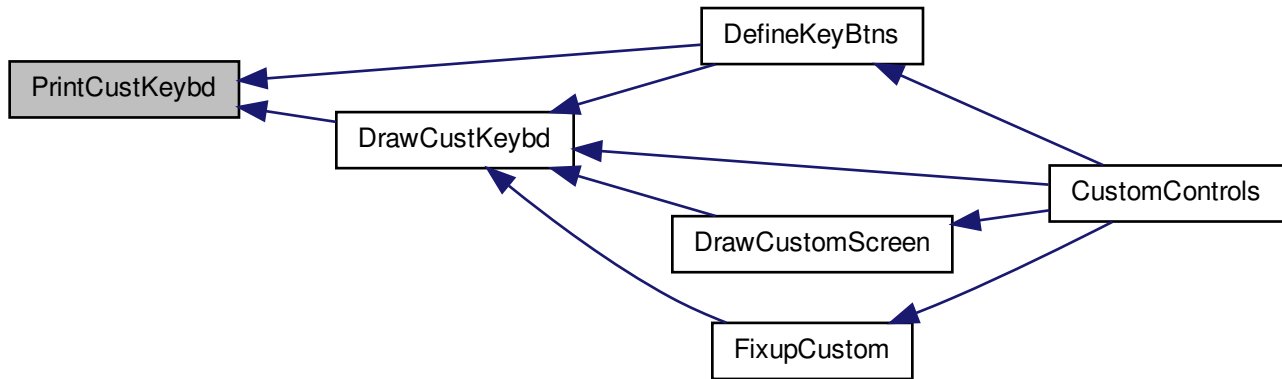 DefineKeyBtns
PrintCustKeybd
DrawCustKeybd
CustomControls
DrawCustomScreen
FixupCustom